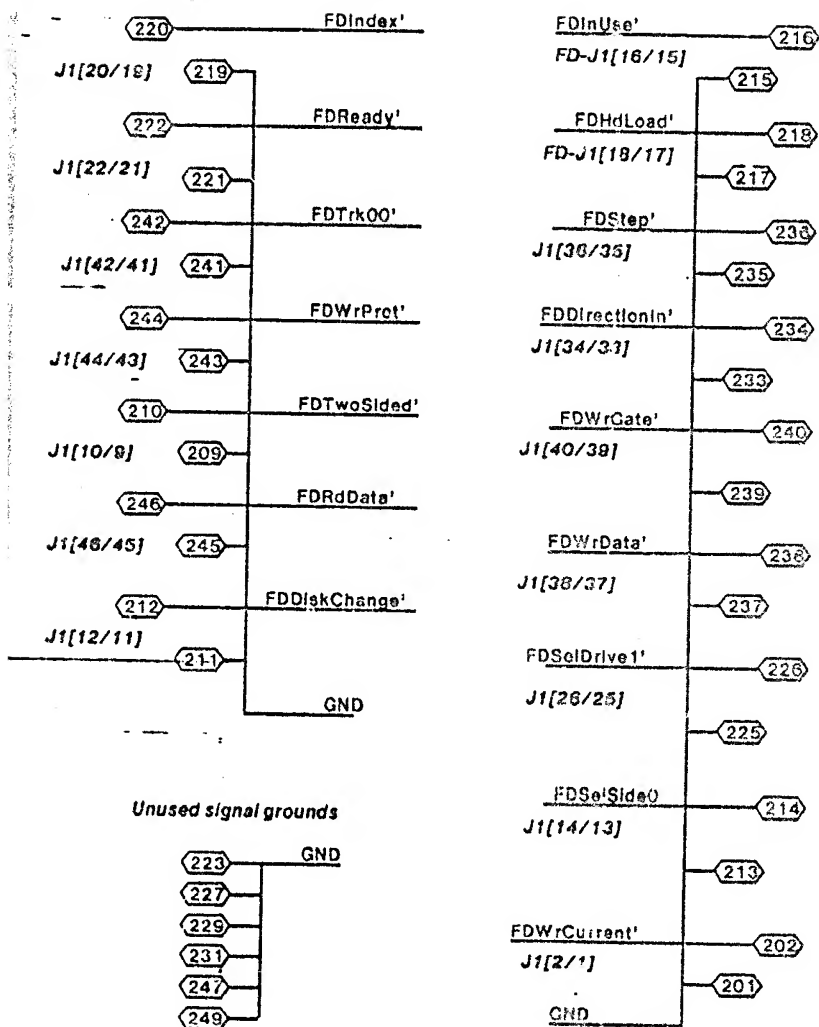 220 FDIndex'
J1[20/19] 219
222 FDReady'
J1[22/21] 221
242 FDTrk00'
J1[42/41] 241
244 FDWrProt'
J1[44/43] 243
210 FDTwoSided'
J1[10/9] 209
246 FDRdData'
J1[46/45] 245
212 FDDiskChange'
J1[12/11] 211
GND
Unused signal grounds
223 GND
227
229
231
247
249
FDInUse' 216
FD-J1[16/15]
215
FDHdLoad' 218
FD-J1[18/17]
217
FDStep' 236
J1[36/35]
235
FDDirectionIn' 234
J1[34/33]
233
FDWrGate' 240
J1[40/39]
239
FDWrData' 238
J1[38/37]
237
FDSelDrive1' 226
J1[26/25]
225
FDSelSide0 214
J1[14/13]
213
FDWrCurrent' 202
J1[2/1]
201
GND